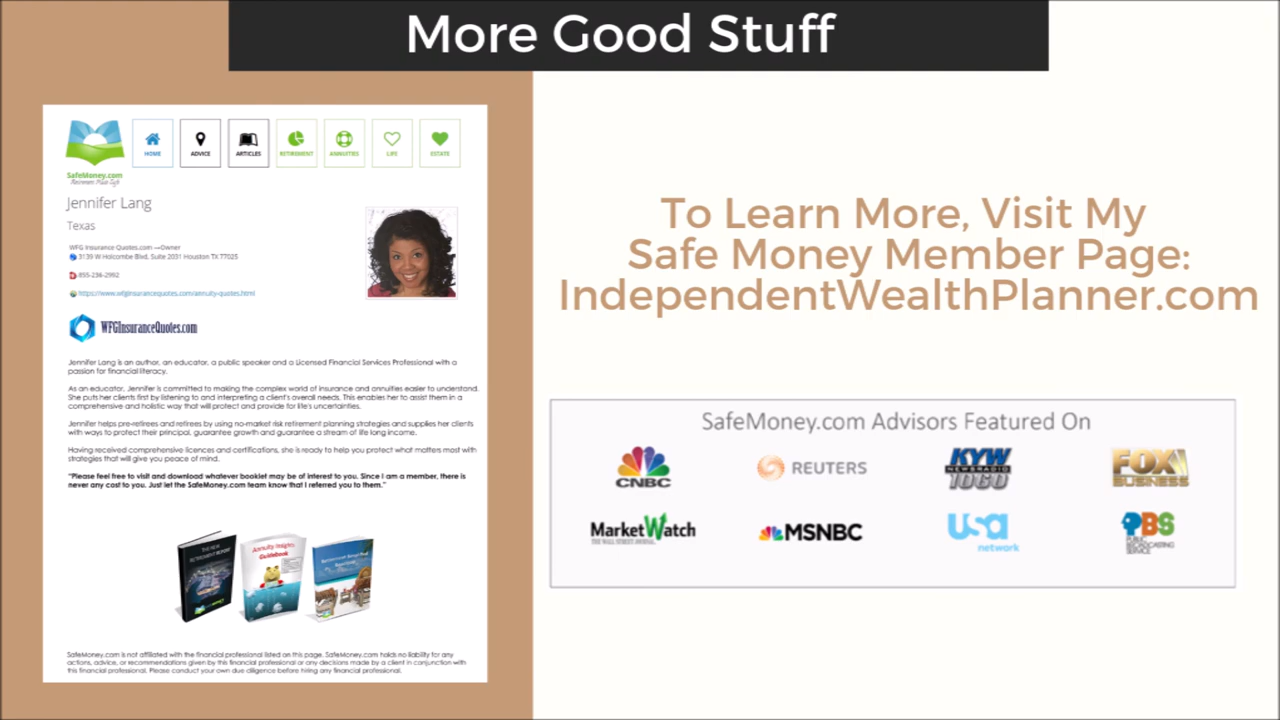 More Good Stuff
HOME
ADVICE
ARTICLES
RETIREMENT
ANNUITIES
LIFE
ESTATE
SafeMoney.com
Jennifer Lang
Texas
WFG Insurance Quotes.com —Owner
3139 W Holcombe Blvd, Suite 2031 Houston TX 77025
855-236-2992
https://www.wfginsurancequotes.com/annuity-quotes.html
WFGInsuranceQuotes.com
Jennifer Lang is an author, an educator, a public speaker and a Licensed Financial Services Professional with a
passion for financial literacy.
As an educator, Jennifer is committed to making the complex world of insurance and annuities easier to understand.
She puts her clients first by listening to and interpreting a client's overall needs. This enables her to assist them in a
comprehensive and holistic way that will protect and provide for life's uncertainties.
Jennifer helps pre-retirees and retirees by using no-market risk retirement planning strategies and supplies her clients
with ways to protect their principal, guarantee growth and guarantee a stream of life long income.
Having received comprehensive licences and certifications, she is ready to help you protect what matters most with
strategies that will give you peace of mind.
"Please feel free to visit and download whatever booklet may be of interest to you. Since I am a member, there is
never any cost to you. Just let the SafeMoney.com team know that I referred you to them."
THE NEW
RETIREMENT REPORT
Annuity Insights
Guidebook
SafeMoney.com is not affiliated with the financial professional listed on this page. SafeMoney.com holds no liability for any
actions, advice, or recommendations given by this financial professional or any decisions made by a client in conjunction with
this financial professional. Please conduct your own due diligence before hiring any financial professional.
To Learn More, Visit My
Safe Money Member Page:
IndependentWealthPlanner.com
SafeMoney.com Advisors Featured On
CNBC
REUTERS
KYW
NEWSRADIO
1060
FOX
BUSINESS
MarketWatch
THE WALL STREET JOURNAL.
MSNBC
usa
network
PBS
PUBLIC
BROADCASTING
SERVICE